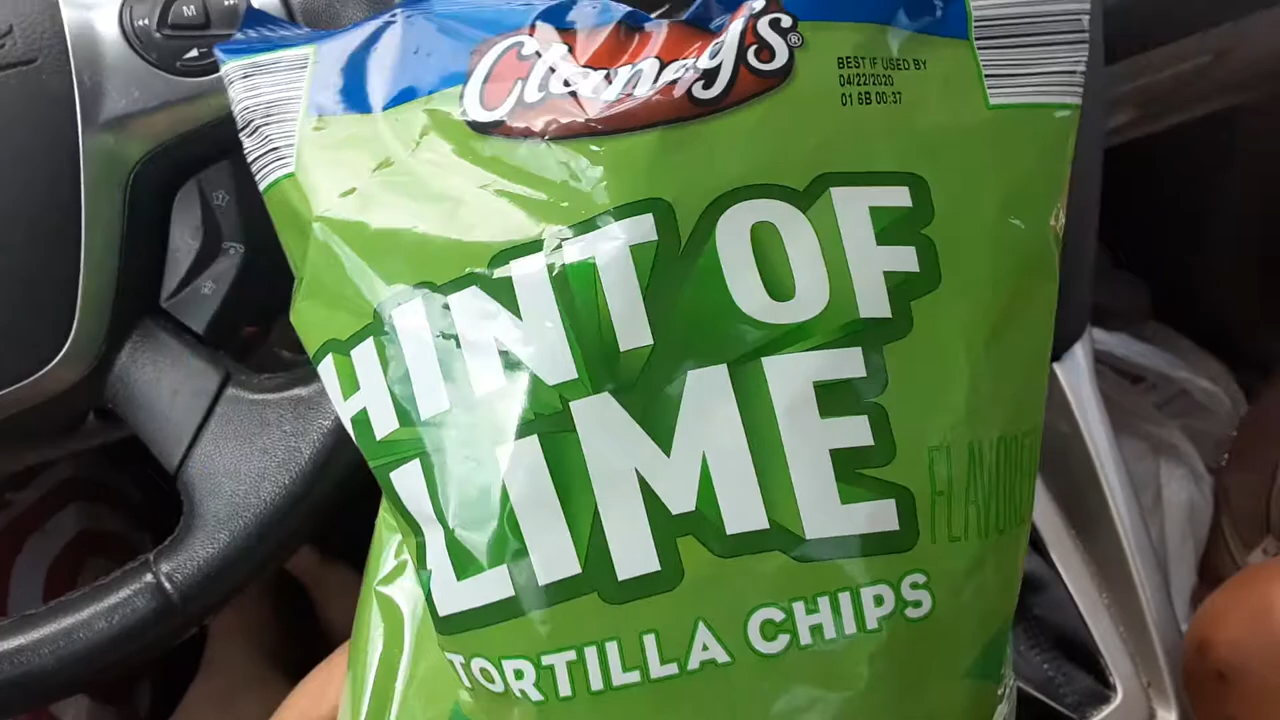 M
Clancy's®
BEST IF USED BY
04/22/2020
01 6B 00:37
HINT OF
LIME
FLAVORED
TORTILLA CHIPS